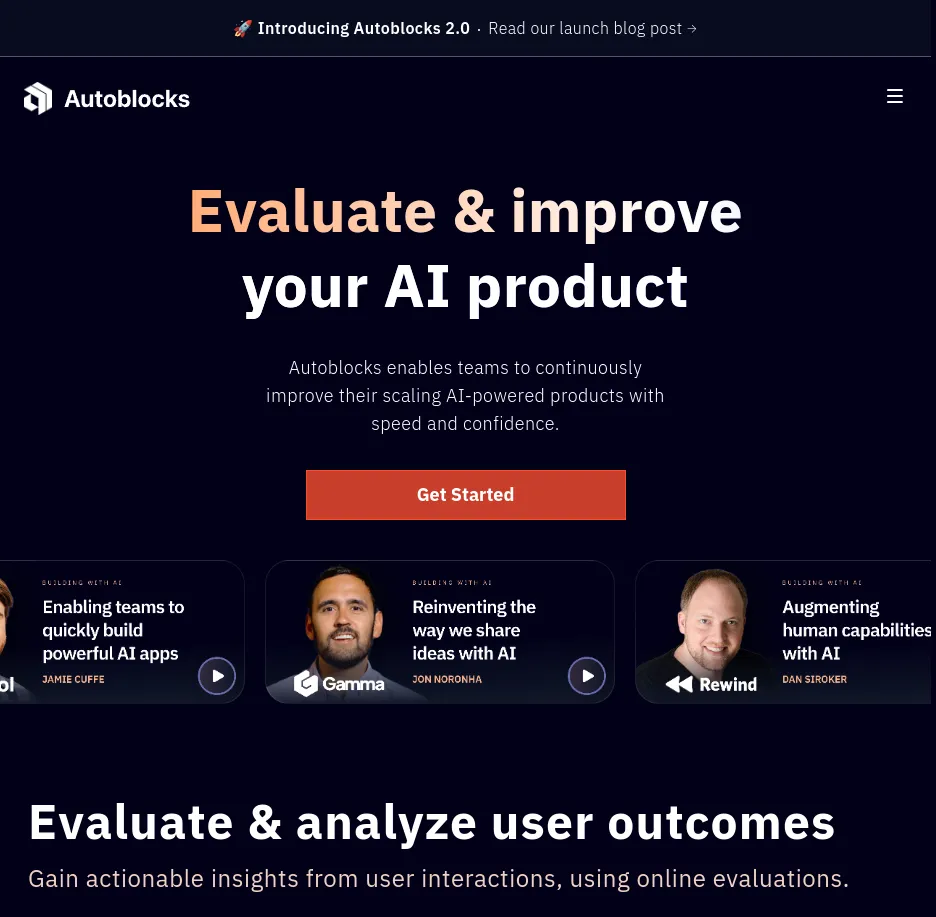 🚀 Introducing Autoblocks 2.0 · Read our launch blog post →
Autoblocks
Evaluate & improve
your AI product
Autoblocks enables teams to continuously
improve their scaling AI-powered products with
speed and confidence.
Get Started
BUILDING WITH AI
Enabling teams to
quickly build
powerful AI apps
JAMIE CUFFE
ol
BUILDING WITH AI
Reinventing the
way we share
ideas with AI
JON NORONHA
Gamma
BUILDING WITH AI
Augmenting
human capabilities
with AI
DAN SIROKER
Rewind
Evaluate & analyze user outcomes
Gain actionable insights from user interactions, using online evaluations.